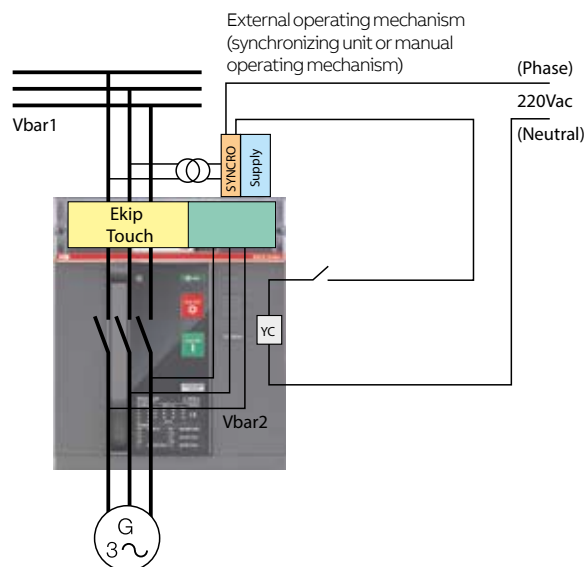 External operating mechanism
(synchronizing unit or manual
operating mechanism)
(Phase)
220Vac
(Neutral)
Vbar1
SYNCRO
Supply
Ekip
Touch
YC
Vbar2
G
3